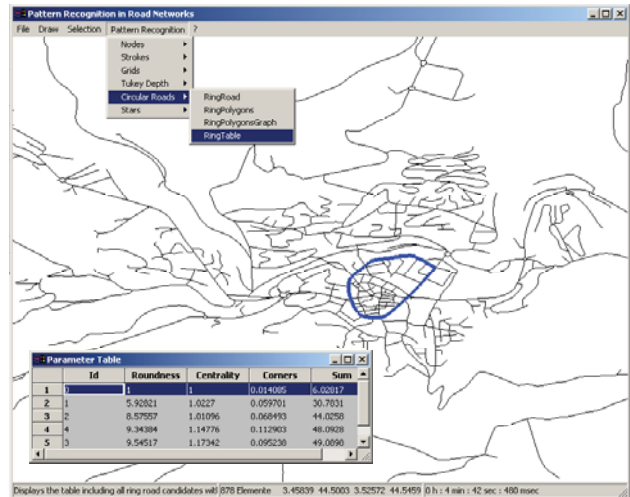 Pattern Recognition in Road Networks
File Draw Selection Pattern Recognition ?
Nodes
Strokes
Grids
Tukey Depth
Circular Roads
Stars
RingRoad
RingPolygons
RingPolygonsGraph
RingTable
Parameter Table
Id Roundness Centrality Corners Sum
1 0 1 1 0.014085 6.02817
2 1 5.92821 1.0227 0.059701 30.7831
3 2 8.57557 1.01096 0.068493 44.0258
4 4 9.34384 1.14776 0.112903 48.0928
5 3 9.54517 1.17342 0.095238 49.0898
Displays the table including all ring road candidates wit 878 Elemente 3.45839 44.5003 3.52572 44.5459 0 h : 4 min : 42 sec : 480 msec